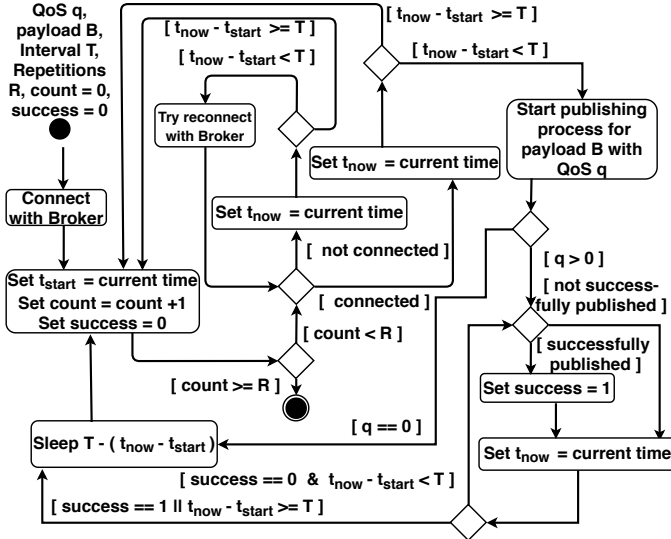 QoS q,
payload B,
Interval T,
Repetitions
R, count = 0,
success = 0
[ t_now - t_start >= T ]
[ t_now - t_start >= T ]
[ t_now - t_start < T ]
[ t_now - t_start < T ]
Try reconnect
with Broker
Start publishing
process for
payload B with
QoS q
Set t_now = current time
Connect
with Broker
Set t_now = current time
[ not connected ]
[ q > 0 ]
Set t_start = current time
Set count = count +1
Set success = 0
[ connected ]
[ not success-
fully published ]
[ count < R ]
[ successfully
published ]
[ count >= R ]
Set success = 1
Sleep T - ( t_now - t_start )
[ q == 0 ]
Set t_now = current time
[ success == 0 & t_now - t_start < T ]
[ success == 1 || t_now - t_start >= T ]